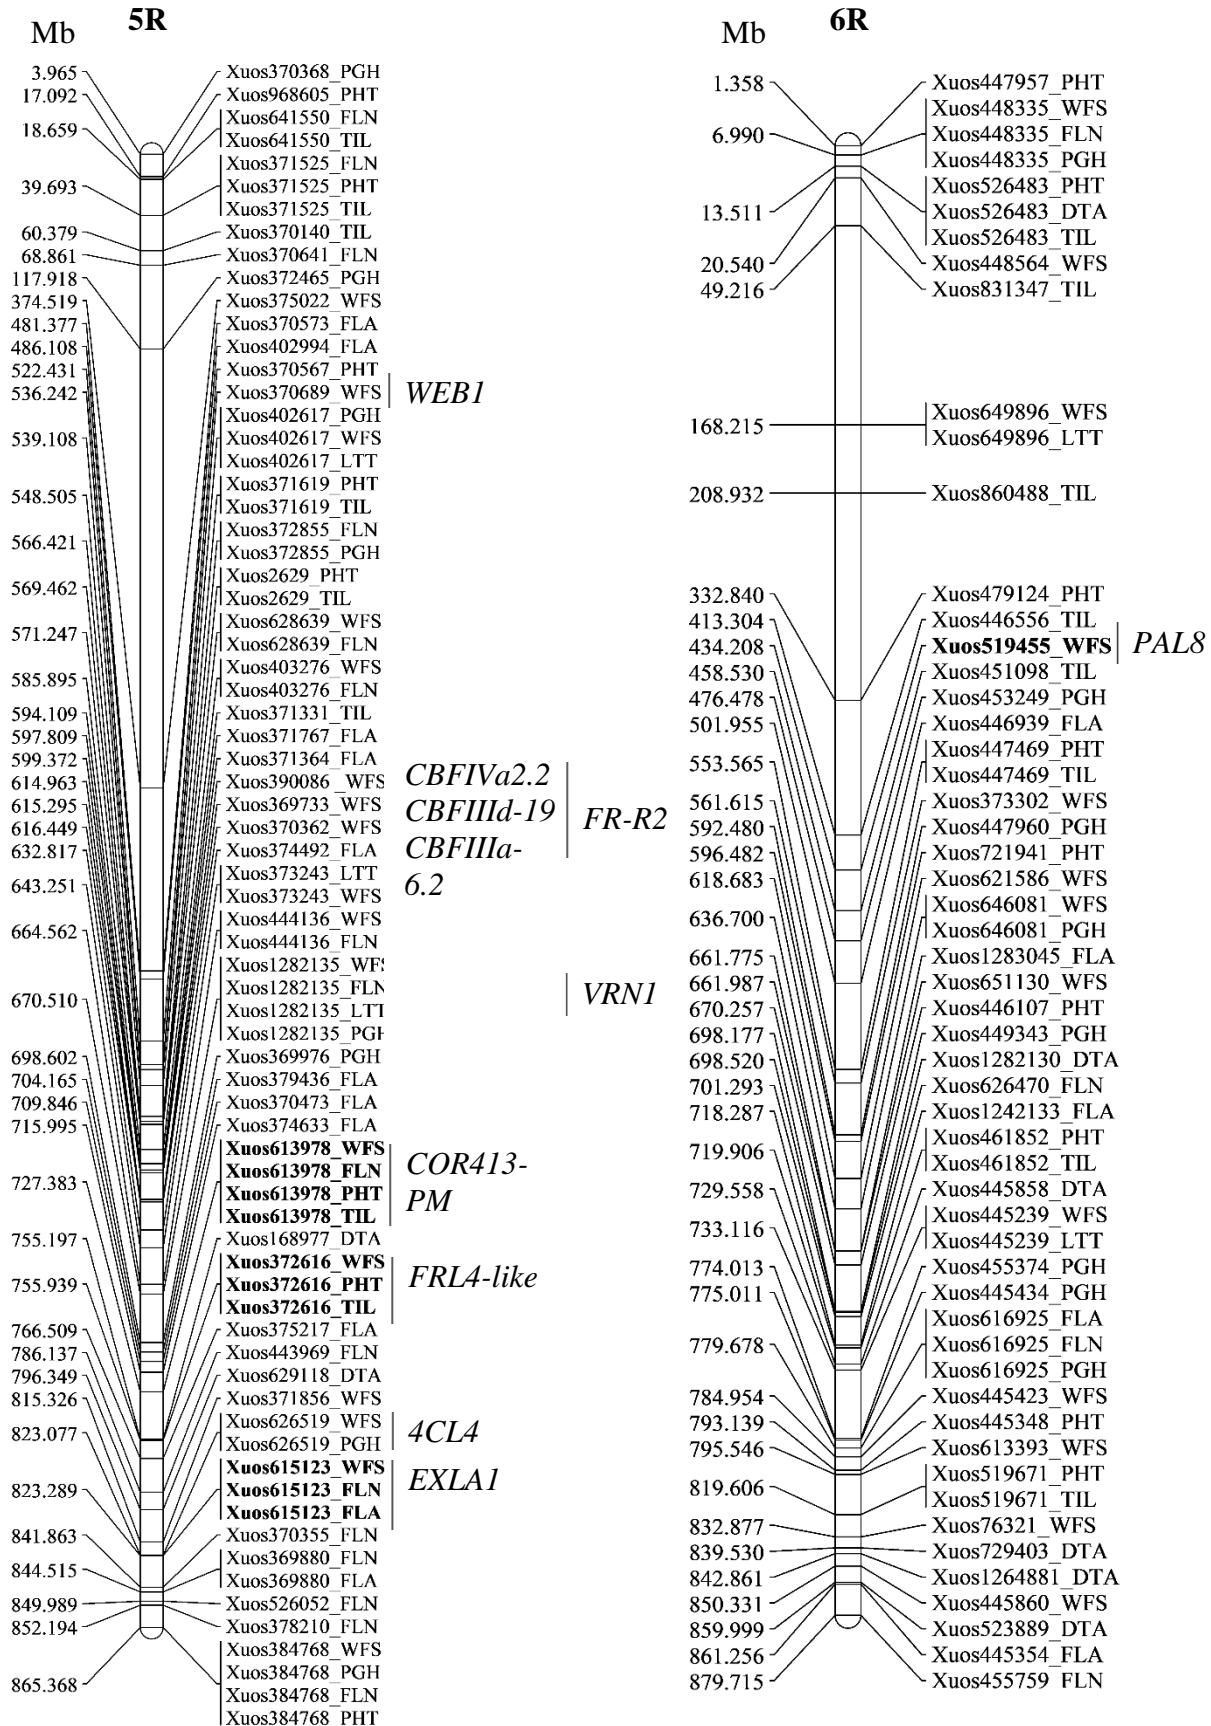 5R
Mb
3.965
17.092
18.659
39.693
60.379
68.861
117.918
374.519
481.377
486.108
522.431
536.242
539.108
548.505
566.421
569.462
571.247
585.895
594.109
597.809
599.372
614.963
615.295
616.449
632.817
643.251
664.562
670.510
698.602
704.165
709.846
715.995
727.383
755.197
755.939
766.509
786.137
796.349
815.326
823.077
823.289
841.863
844.515
849.989
852.194
865.368
Xuos370368_PGH
Xuos968605_PHT
Xuos641550_FLN
Xuos641550_TIL
Xuos371525_FLN
Xuos371525_PHT
Xuos371525_TIL
Xuos370140_TIL
Xuos370641_FLN
Xuos372465_PGH
Xuos375022_WFS
Xuos370573_FLA
Xuos402994_FLA
Xuos370567_PHT
Xuos370689_WFS
Xuos402617_PGH
Xuos402617_WFS
Xuos402617_LTT
Xuos371619_PHT
Xuos371619_TIL
Xuos372855_FLN
Xuos372855_PGH
Xuos2629_PHT
Xuos2629_TIL
Xuos628639_WFS
Xuos628639_FLN
Xuos403276_WFS
Xuos403276_FLN
Xuos371331_TIL
Xuos371767_FLA
Xuos371364_FLA
Xuos390086_WFS
Xuos369733_WFS
Xuos370362_WFS
Xuos374492_FLA
Xuos373243_LTT
Xuos373243_WFS
Xuos444136_WFS
Xuos444136_FLN
Xuos1282135_WFS
Xuos1282135_FLN
Xuos1282135_LTT
Xuos1282135_PGH
Xuos369976_PGH
Xuos379436_FLA
Xuos370473_FLA
Xuos374633_FLA
Xuos613978_WFS
Xuos613978_FLN
Xuos613978_PHT
Xuos613978_TIL
Xuos168977_DTA
Xuos372616_WFS
Xuos372616_PHT
Xuos372616_TIL
Xuos375217_FLA
Xuos443969_FLN
Xuos629118_DTA
Xuos371856_WFS
Xuos626519_WFS
Xuos626519_PGH
Xuos615123_WFS
Xuos615123_FLN
Xuos615123_FLA
Xuos370355_FLN
Xuos369880_FLN
Xuos369880_FLA
Xuos526052_FLN
Xuos378210_FLN
Xuos384768_WFS
Xuos384768_PGH
Xuos384768_FLN
Xuos384768_PHT
WEB1
CBFIVa2.2
CBFIIId-19
CBFIIIa-
6.2
FR-R2
VRN1
COR413-
PM
FRL4-like
4CL4
EXLA1
6R
Mb
1.358
6.990
13.511
20.540
49.216
168.215
208.932
332.840
413.304
434.208
458.530
476.478
501.955
553.565
561.615
592.480
596.482
618.683
636.700
661.775
661.987
670.257
698.177
698.520
701.293
718.287
719.906
729.558
733.116
774.013
775.011
779.678
784.954
793.139
795.546
819.606
832.877
839.530
842.861
850.331
859.999
861.256
879.715
Xuos447957_PHT
Xuos448335_WFS
Xuos448335_FLN
Xuos448335_PGH
Xuos526483_PHT
Xuos526483_DTA
Xuos526483_TIL
Xuos448564_WFS
Xuos831347_TIL
Xuos649896_WFS
Xuos649896_LTT
Xuos860488_TIL
Xuos479124_PHT
Xuos446556_TIL
Xuos519455_WFS
Xuos451098_TIL
Xuos453249_PGH
Xuos446939_FLA
Xuos447469_PHT
Xuos447469_TIL
Xuos373302_WFS
Xuos447960_PGH
Xuos721941_PHT
Xuos621586_WFS
Xuos646081_WFS
Xuos646081_PGH
Xuos1283045_FLA
Xuos651130_WFS
Xuos446107_PHT
Xuos449343_PGH
Xuos1282130_DTA
Xuos626470_FLN
Xuos1242133_FLA
Xuos461852_PHT
Xuos461852_TIL
Xuos445858_DTA
Xuos445239_WFS
Xuos445239_LTT
Xuos455374_PGH
Xuos445434_PGH
Xuos616925_FLA
Xuos616925_FLN
Xuos616925_PGH
Xuos445423_WFS
Xuos445348_PHT
Xuos613393_WFS
Xuos519671_PHT
Xuos519671_TIL
Xuos76321_WFS
Xuos729403_DTA
Xuos1264881_DTA
Xuos445860_WFS
Xuos523889_DTA
Xuos445354_FLA
Xuos455759_FLN
PAL8